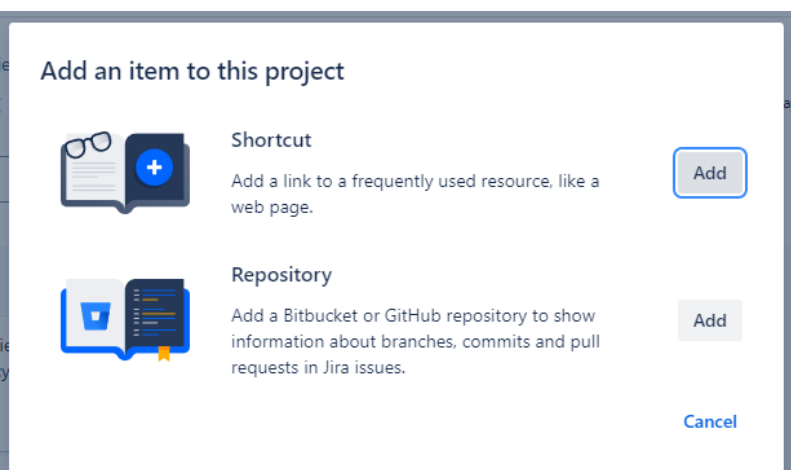 Add an item to this project
Shortcut
Add a link to a frequently used resource, like a
web page.
Add
Repository
Add a Bitbucket or GitHub repository to show
information about branches, commits and pull
requests in Jira issues.
Add
Cancel